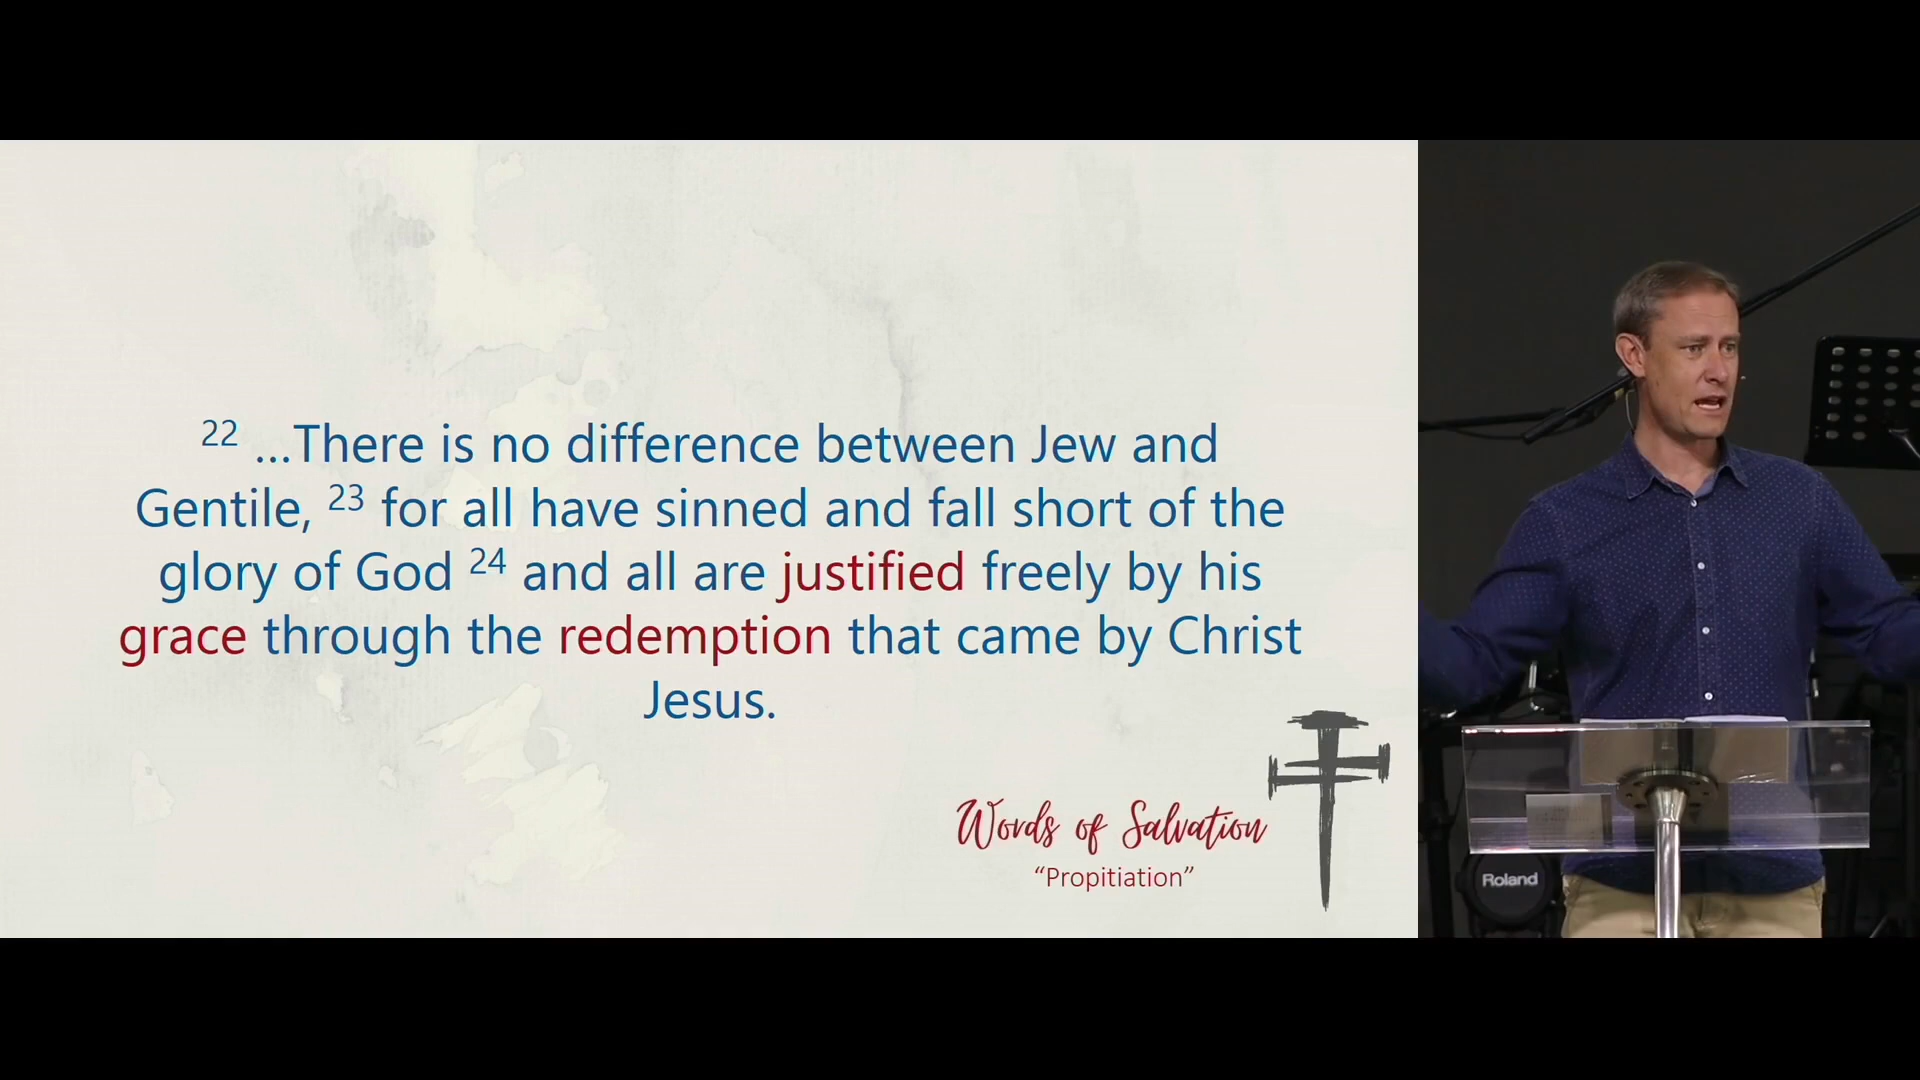 22 ...There is no difference between Jew and
Gentile, 23 for all have sinned and fall short of the
glory of God 24 and all are justified freely by his
grace through the redemption that came by Christ
Jesus.
Words of Salvation
“Propitiation”
Roland